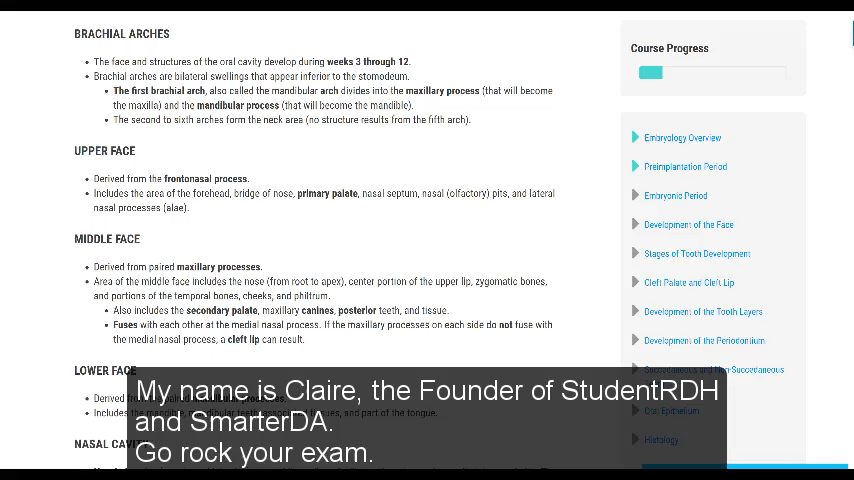 BRACHIAL ARCHES
The face and structures of the oral cavity develop during weeks 3 through 12.
Brachial arches are bilateral swellings that appear inferior to the stomodeum.
The first brachial arch, also called the mandibular arch divides into the maxillary process (that will become
the maxilla) and the mandibular process (that will become the mandible).
The second to sixth arches form the neck area (no structure results from the fifth arch).
UPPER FACE
Derived from the frontonasal process.
Includes the area of the forehead, bridge of nose, primary palate, nasal septum, nasal (olfactory) pits, and lateral
nasal processes (alae).
MIDDLE FACE
Derived from paired maxillary processes.
Area of the middle face includes the nose (from root to apex), center portion of the upper lip, zygomatic bones,
and portions of the temporal bones, cheeks, and philtrum.
Also includes the secondary palate, maxillary canines, posterior teeth, and tissue.
Fuses with each other at the medial nasal process. If the maxillary processes on each side do not fuse with
the medial nasal process, a cleft lip can result.
LOWER FACE
Includes the mandible, mandibular teeth, associated tissues, and part of the tongue.
NASAL CAVITY
Course Progress
Embryology Overview
Preimplantation Period
Embryonic Period
Development of the Face
Stages of Tooth Development
Cleft Palate and Cleft Lip
Development of the Tooth Layers
Development of the Periodontium
Succedaneous and Non-Succedaneous
Oral Epithelium
Histology
My name is Claire, the Founder of StudentRDH
and SmarterDA.
Go rock your exam.